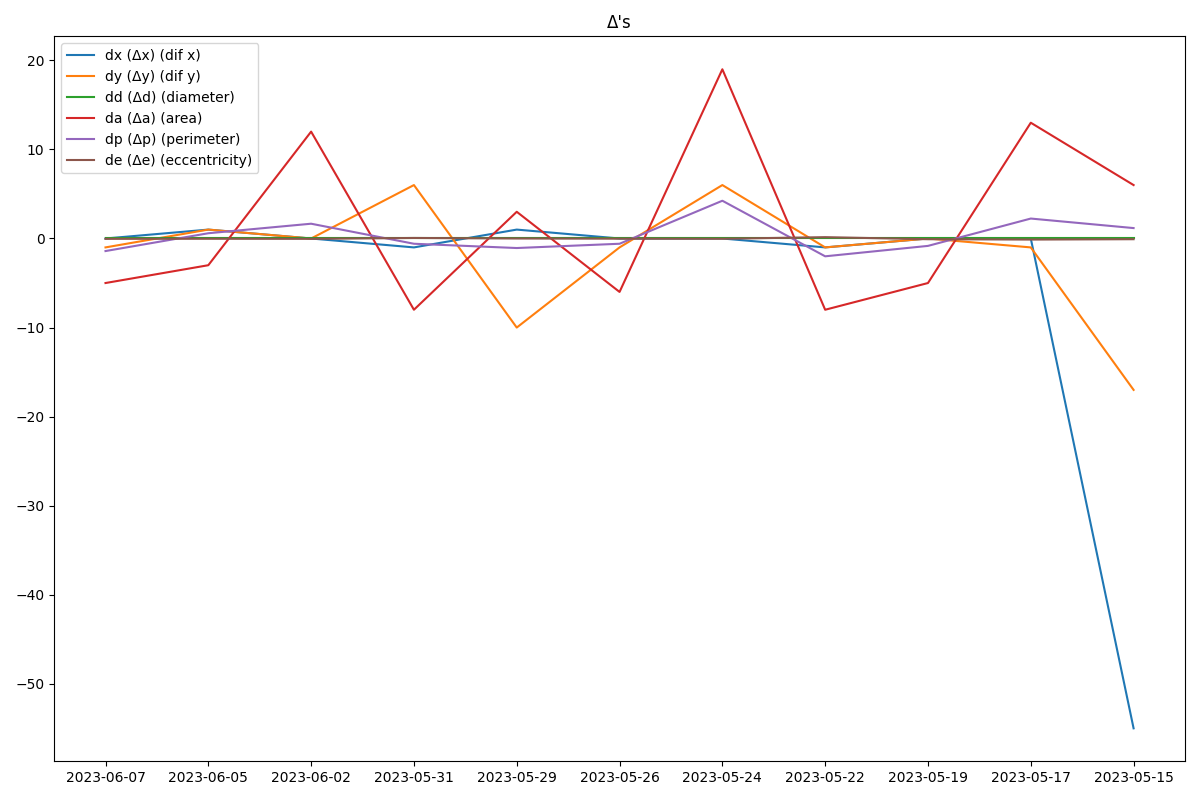 Δ's
dx (Δx) (dif x)
dy (Δy) (dif y)
dd (Δd) (diameter)
da (Δa) (area)
dp (Δp) (perimeter)
de (Δe) (eccentricity)
20
10
0
−10
−20
−30
−40
−50
2023-06-07 2023-06-05 2023-06-02 2023-05-31 2023-05-29 2023-05-26 2023-05-24 2023-05-22 2023-05-19 2023-05-17 2023-05-15